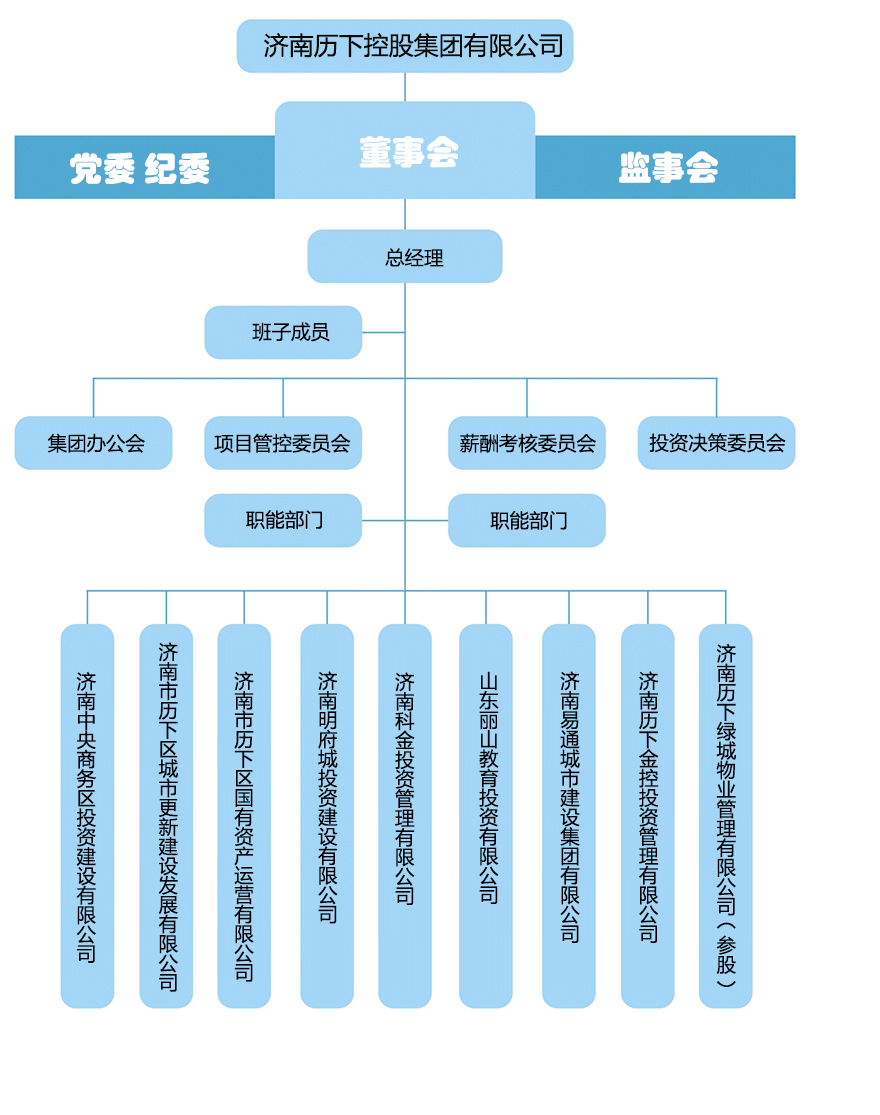 济南历下控股集团有限公司
党委 纪委
董事会
监事会
总经理
班子成员
集团办公会
项目管控委员会
薪酬考核委员会
投资决策委员会
职能部门
职能部门
济南中央商务区投资建设有限公司
济南市历下区城市更新建设发展有限公司
济南市历下区国有资产运营有限公司
济南明府城投资建设有限公司
济南科金投资管理有限公司
山东丽山教育投资有限公司
济南易通城市建设集团有限公司
济南历下金控投资管理有限公司
济南历下绿城物业管理有限公司（参股）